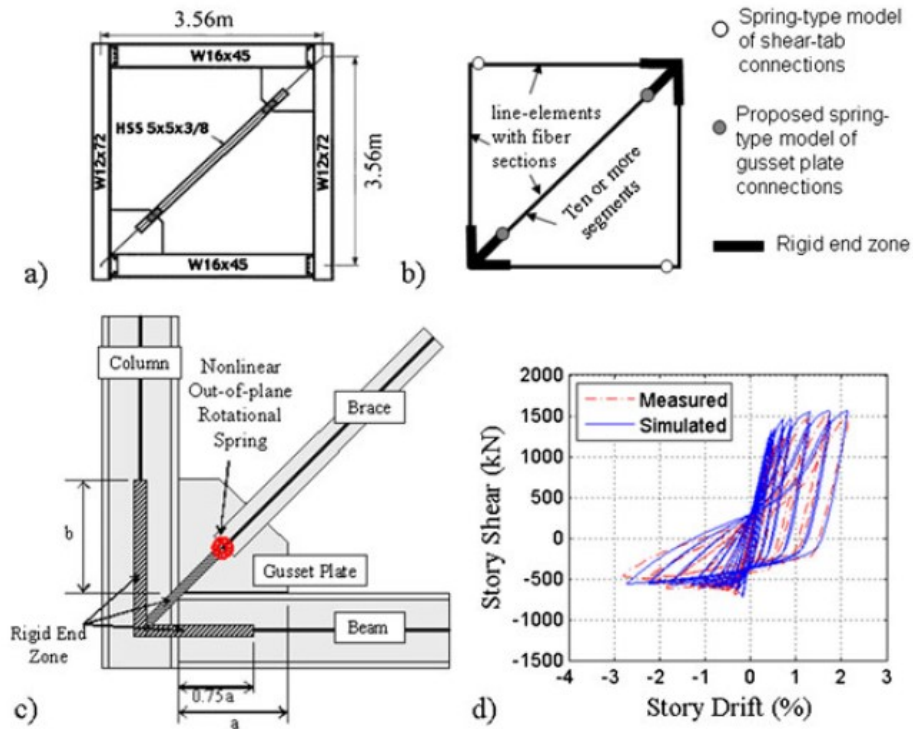 3.56m
W16x45
HSS 5x5x3/8
W12x72
W12x72
3.56m
W16x45
a)
line-elements
with fiber
sections
Ten or more
segments
b)
Spring-type model
of shear-tab
connections
Proposed spring-
type model of
gusset plate
connections
Rigid end zone
Column
Nonlinear
Out-of-plane
Rotational
Spring
Brace
b
Gusset Plate
Rigid End
Zone
Beam
0.75a
a
c)
2000
1500
1000
500
0
-500
-1000
-1500
Story Shear (kN)
Measured
Simulated
-4 -3 -2 -1 0 1 2 3
Story Drift (%)
d)